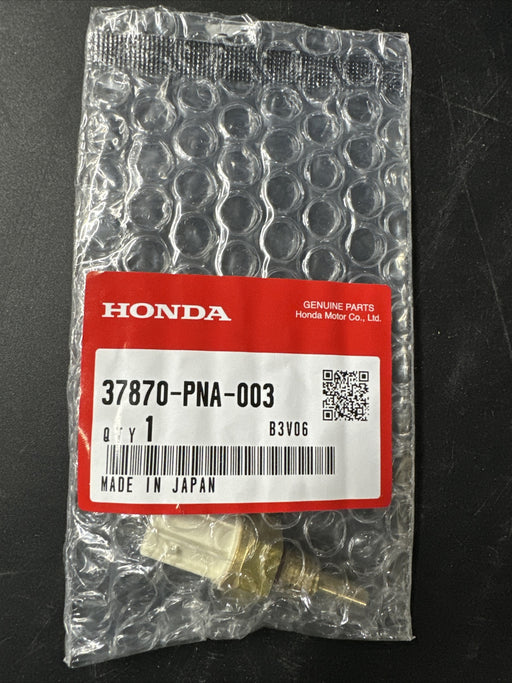 HONDA
GENUINE PARTS
Honda Motor Co., Ltd.
37870-PNA-003
QTY 1
B3V06
MADE IN JAPAN